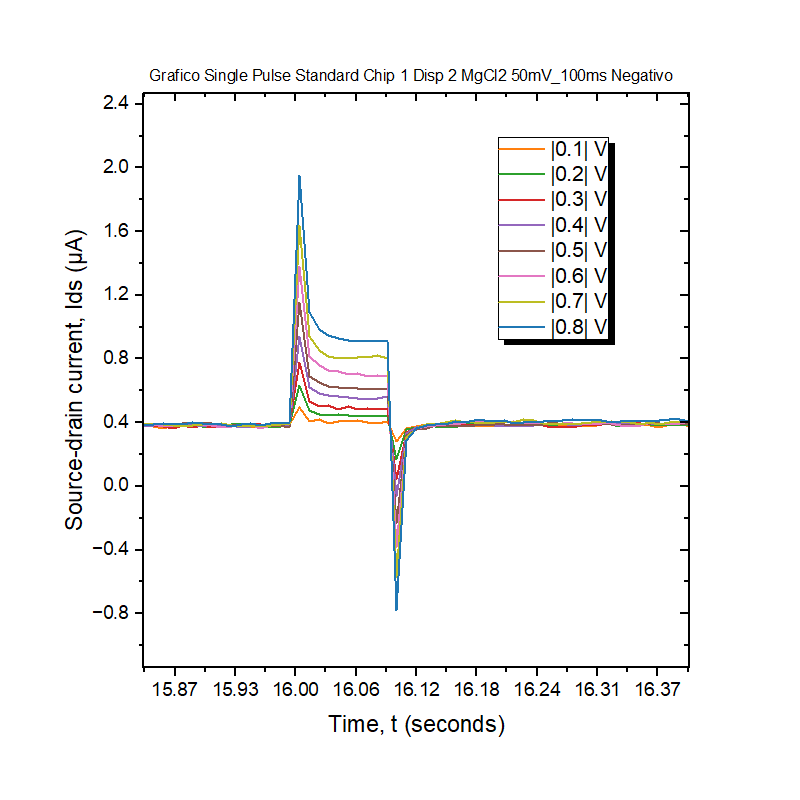 Grafico Single Pulse Standard Chip 1 Disp 2 MgCl2 50mV_100ms Negativo
2.4
2.0
1.6
1.2
0.8
0.4
0.0
−0.4
−0.8
Source-drain current, Ids (µA)
|0.1| V
|0.2| V
|0.3| V
|0.4| V
|0.5| V
|0.6| V
|0.7| V
|0.8| V
15.87 15.93 16.00 16.06 16.12 16.18 16.24 16.31 16.37
Time, t (seconds)